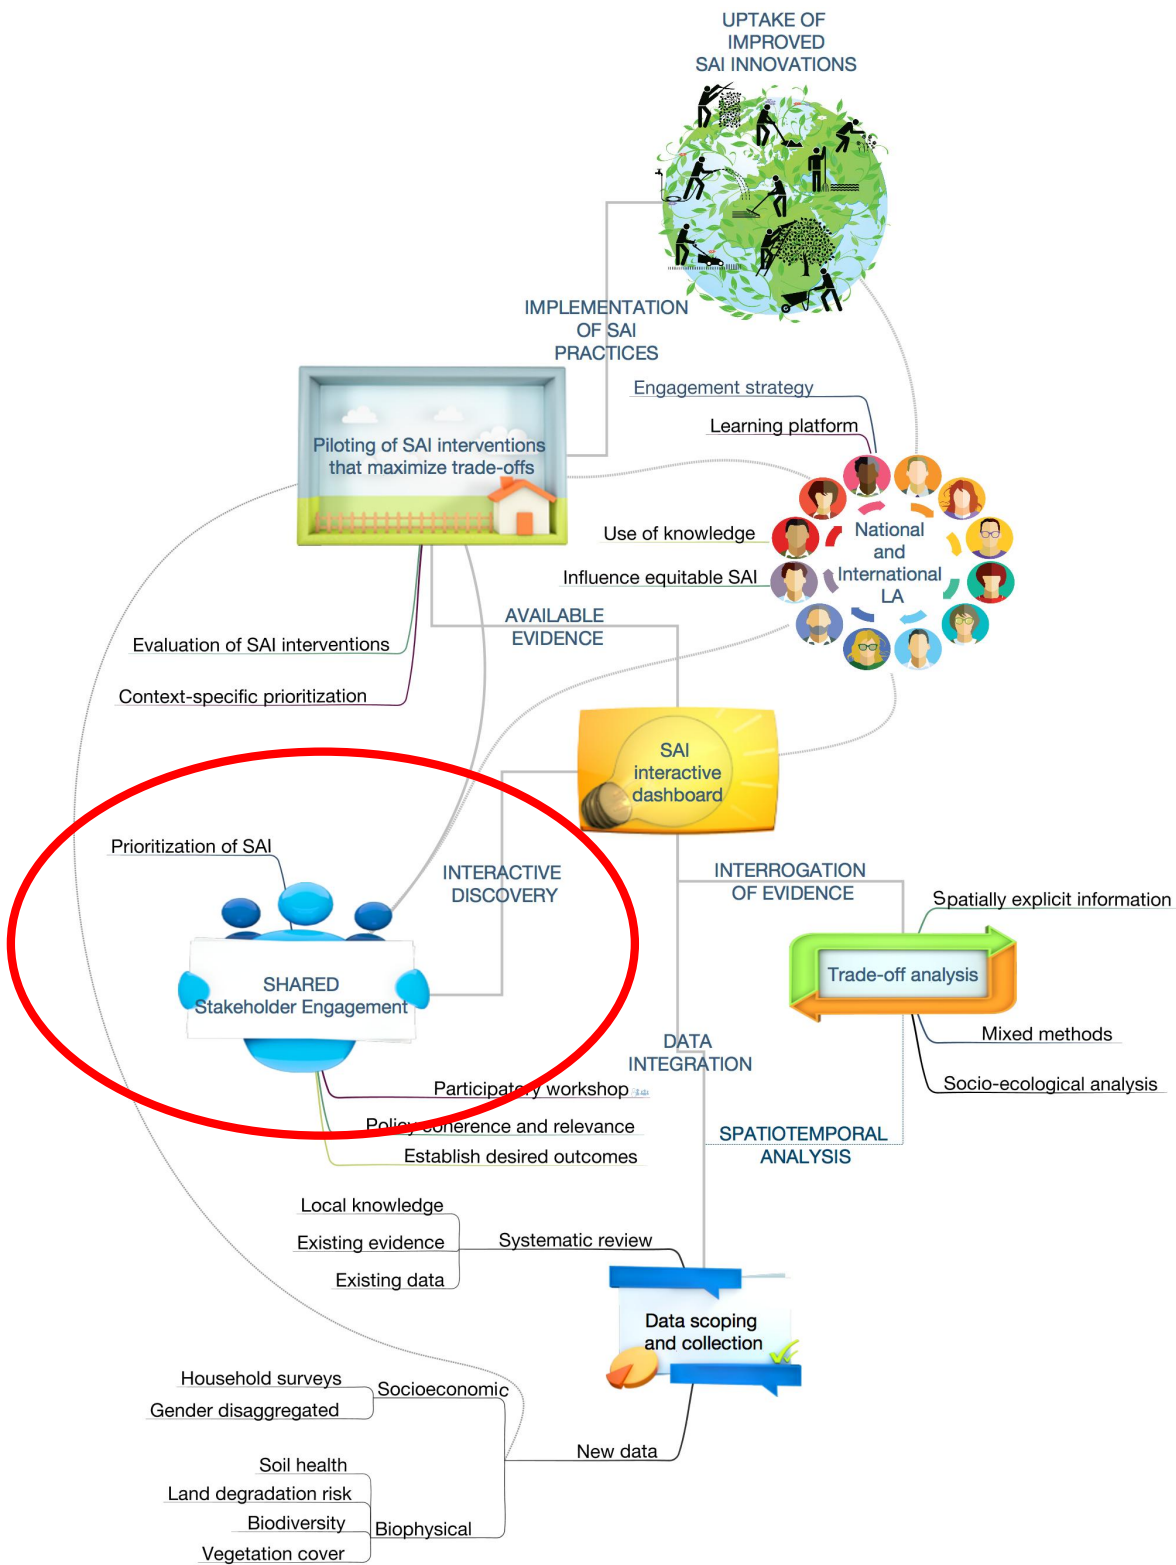 UPTAKE OF
IMPROVED
SAI INNOVATIONS
IMPLEMENTATION
OF SAI
PRACTICES
Engagement strategy
Learning platform
Piloting of SAI interventions
that maximize trade-offs
Use of knowledge
Influence equitable SAI
National
and
International
LA
AVAILABLE
EVIDENCE
Evaluation of SAI interventions
Context-specific prioritization
SAI
interactive
dashboard
Prioritization of SAI
INTERACTIVE
DISCOVERY
INTERROGATION
OF EVIDENCE
Spatially explicit information
Trade-off analysis
SHARED
Stakeholder Engagement
Mixed methods
Socio-ecological analysis
DATA
INTEGRATION
Participatory workshop
Policy coherence and relevance
Establish desired outcomes
SPATIOTEMPORAL
ANALYSIS
Local knowledge
Existing evidence
Existing data
Systematic review
Data scoping
and collection
Household surveys
Gender disaggregated
Socioeconomic
New data
Soil health
Land degradation risk
Biodiversity
Vegetation cover
Biophysical